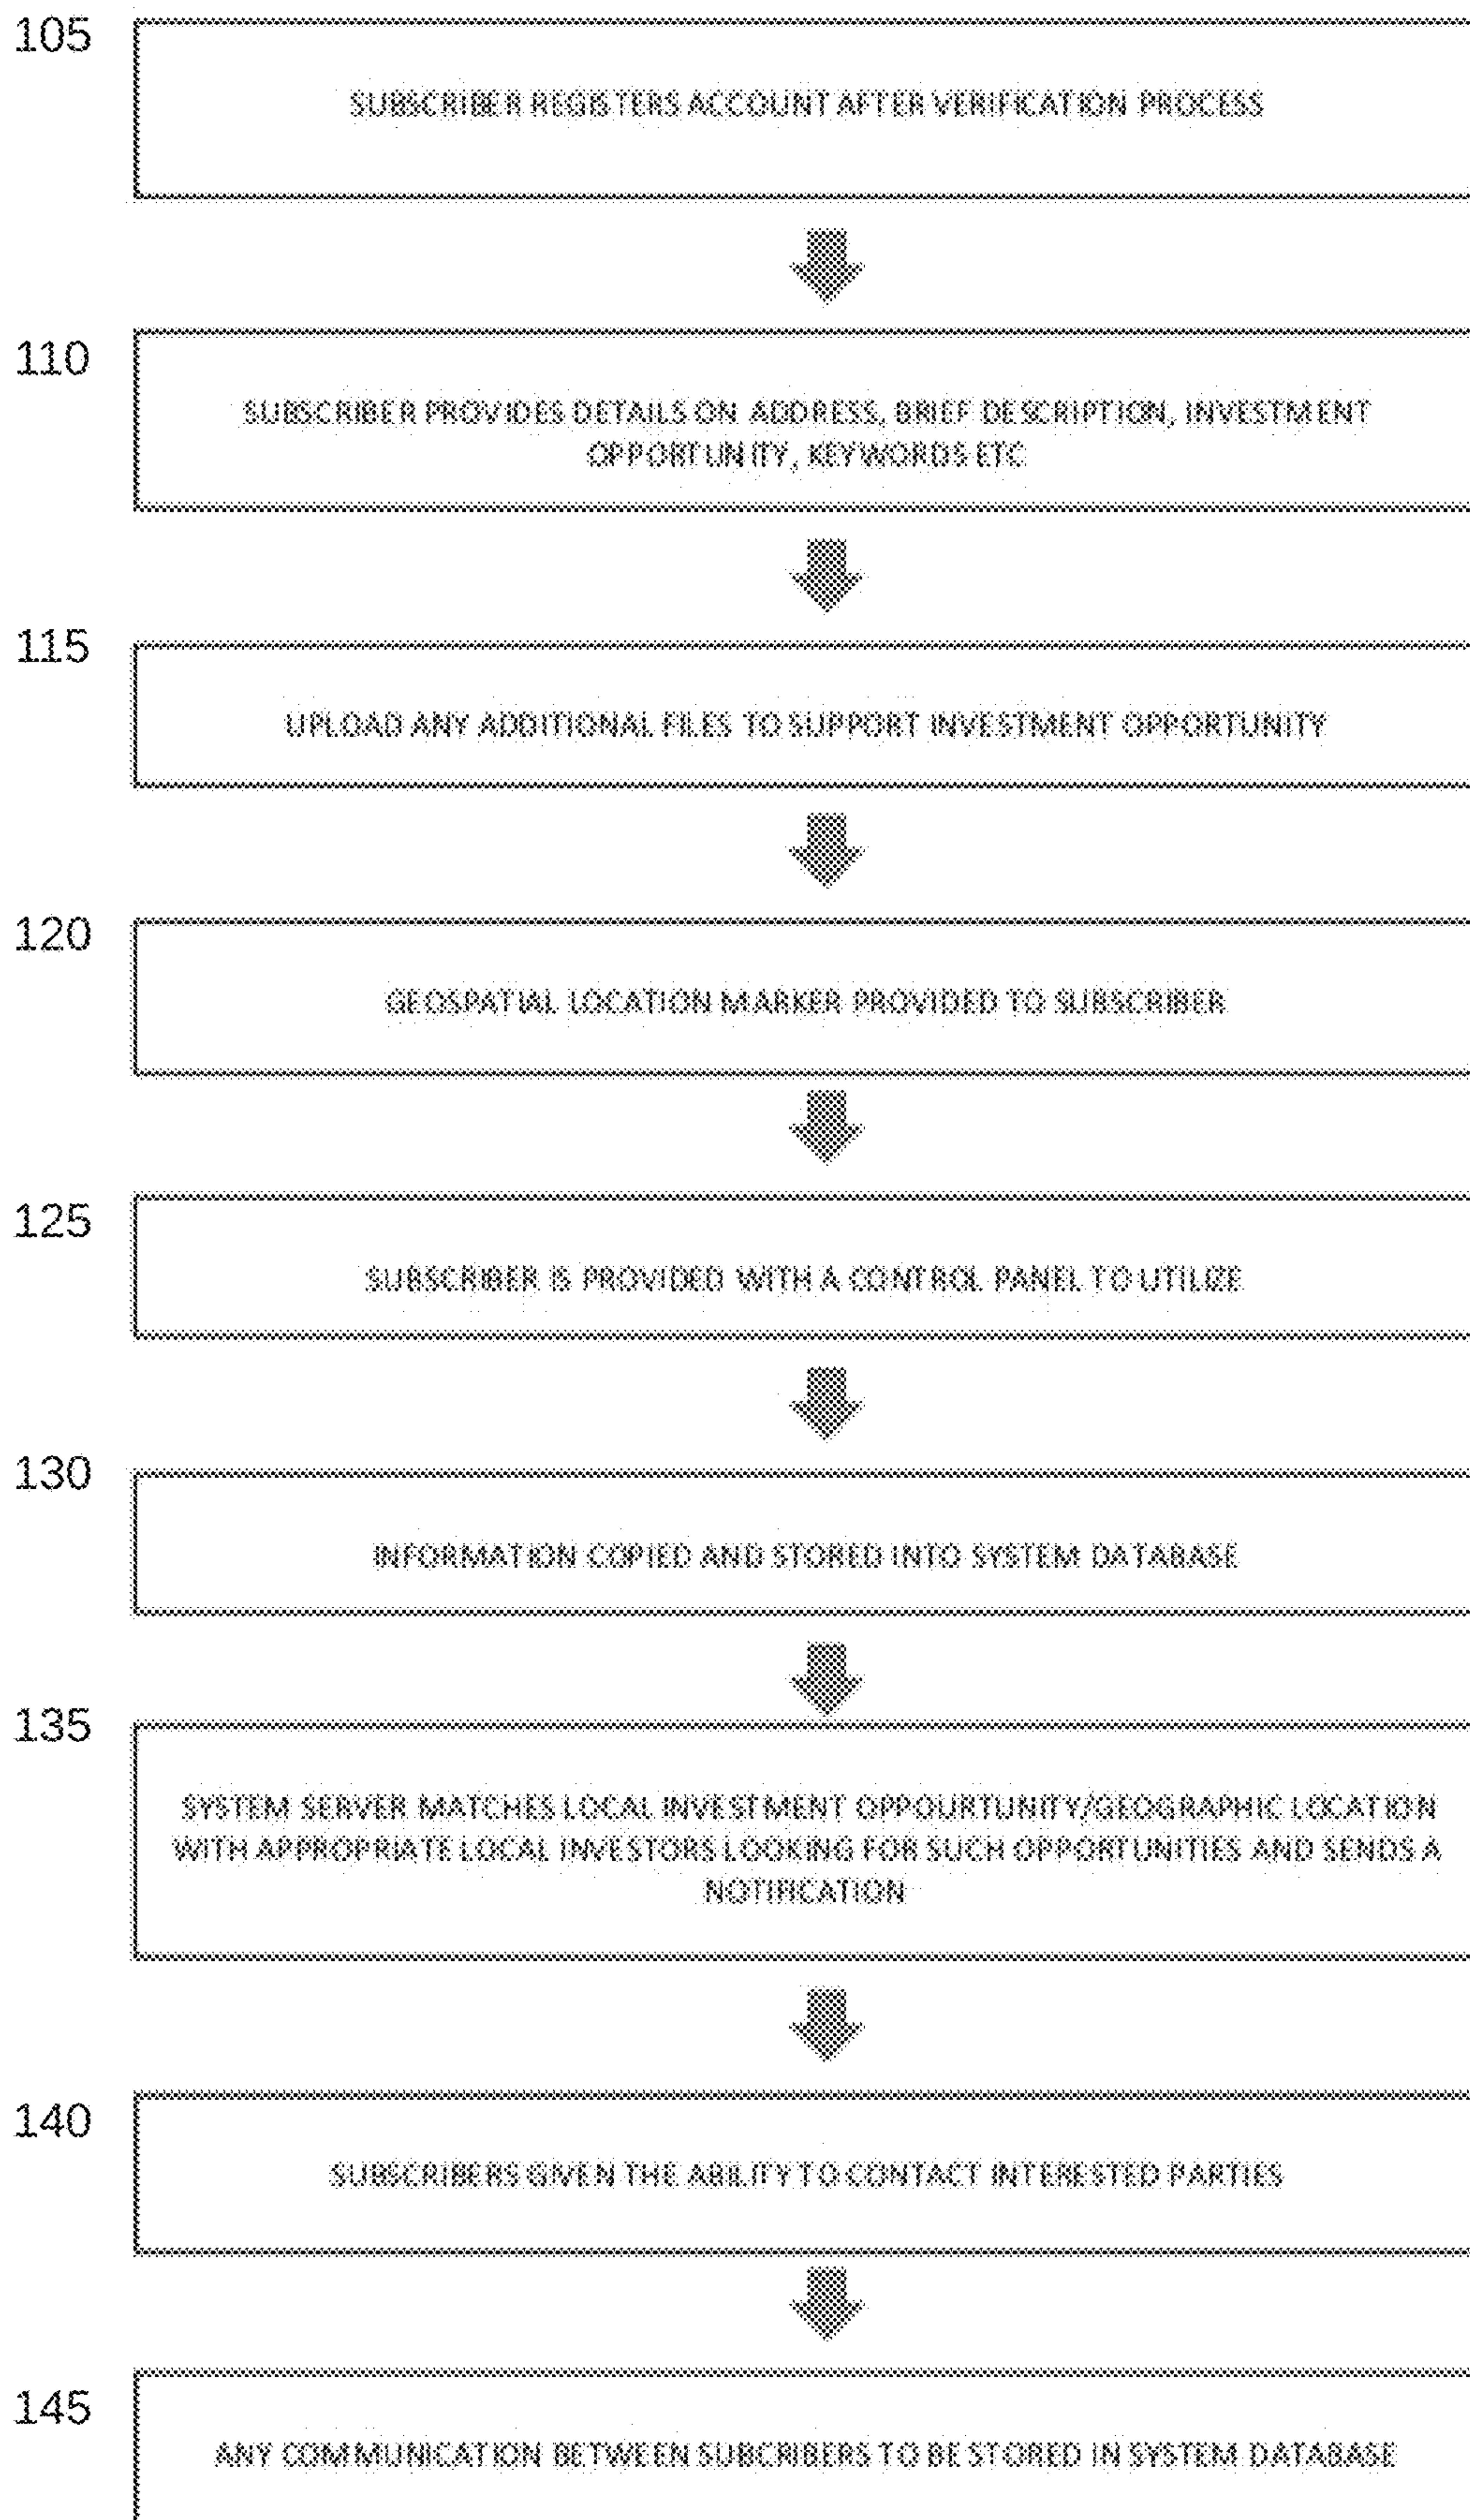 105
SUBSCRIBER REGISTERS ACCOUNT AFTER VERIFICATION PROCESS
110
SUBSCRIBER PROVIDES DETAILS ON ADDRESS, BRIEF DESCRIPTION, INVESTMENT
OPPORTUNITY, KEYWORDS ETC
115
UPLOAD ANY ADDITIONAL FILES TO SUPPORT INVESTMENT OPPORTUNITY
120
GEOSPATIAL LOCATION MARKER PROVIDED TO SUBSCRIBER
125
SUBSCRIBER IS PROVIDED WITH A CONTROL PANEL TO UTILIZE
130
INFORMATION COPIED AND STORED INTO SYSTEM DATABASE
135
SYSTEM SERVER MATCHES LOCAL INVESTMENT OPPOURTUNITY/GEOGRAPHIC LOCATION
WITH APPROPRIATE LOCAL INVESTORS LOOKING FOR SUCH OPPORTUNITIES AND SENDS A
NOTIFICATION
140
SUBSCRIBERS GIVEN THE ABILITY TO CONTACT INTERESTED PARTIES
145
ANY COMMUNICATION BETWEEN SUBCRIBERS TO BE STORED IN SYSTEM DATABASE